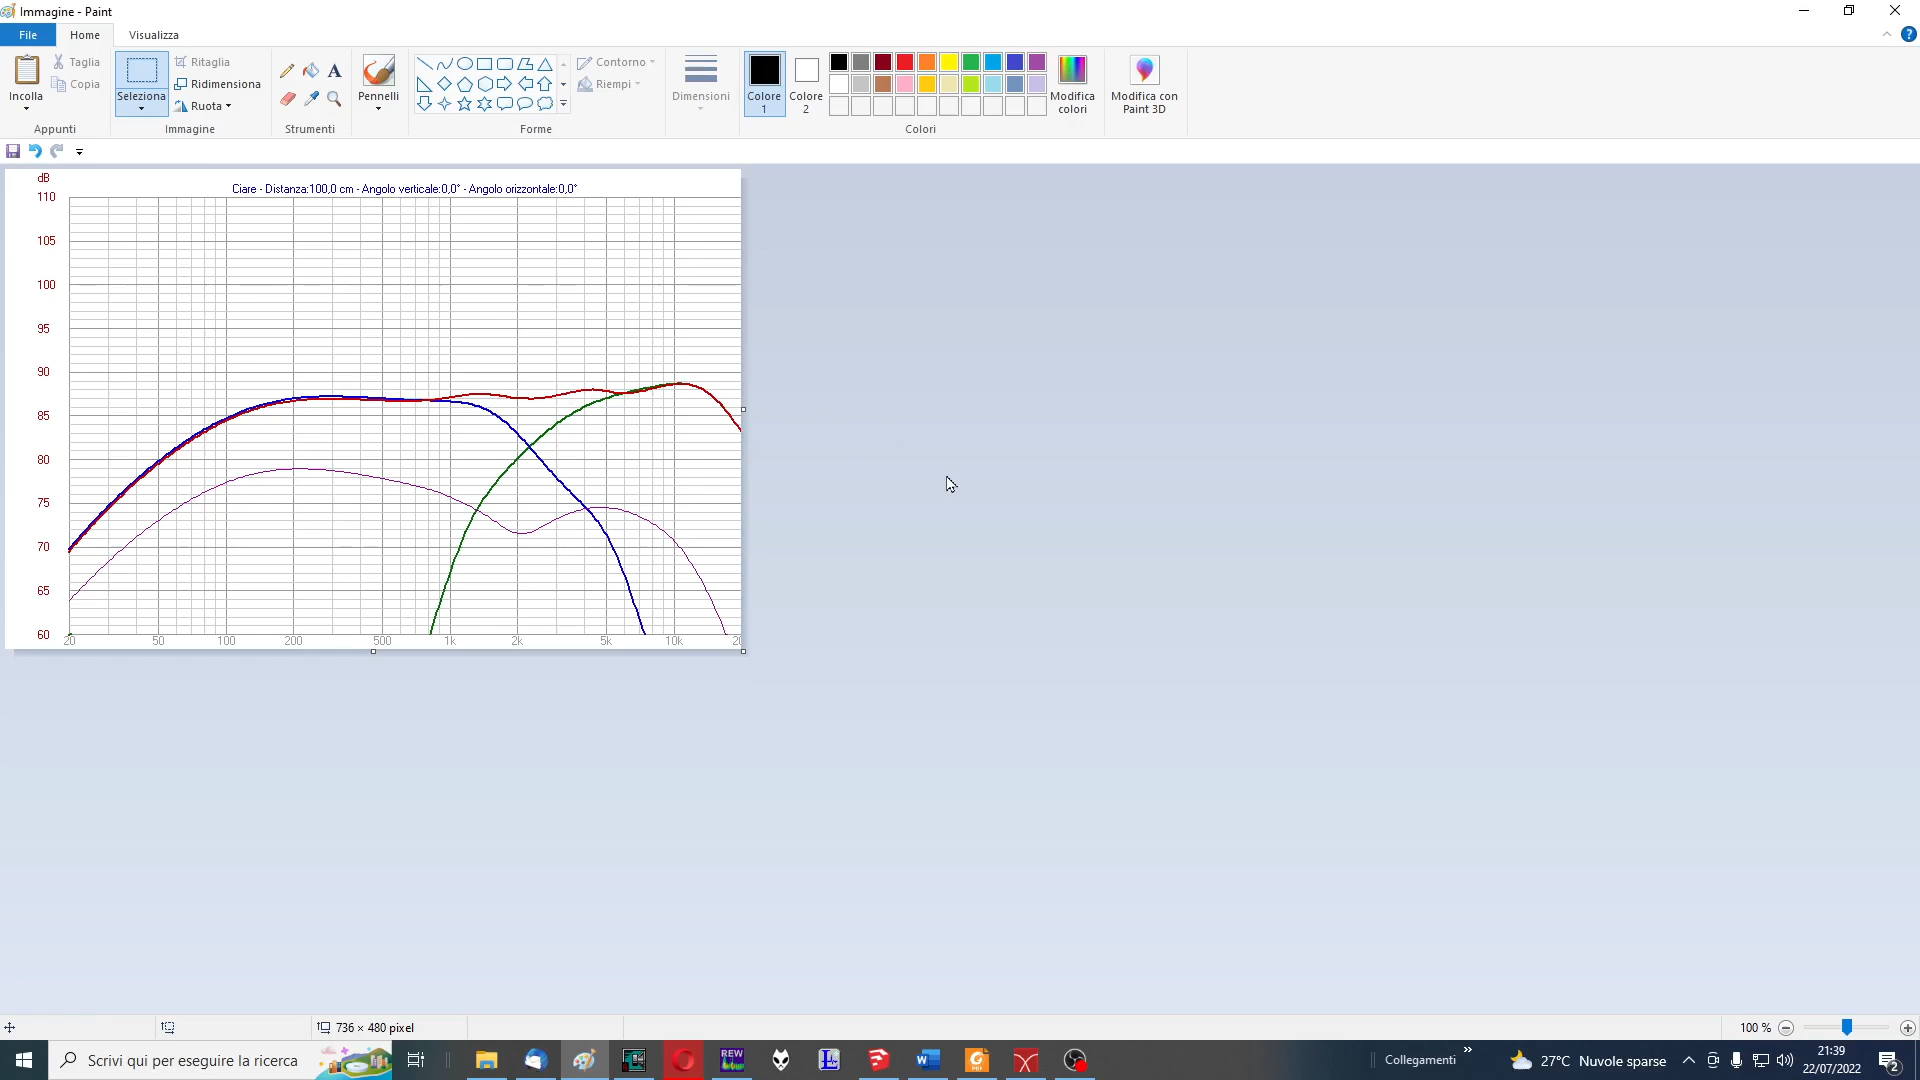 Immagine - Paint
File
Home
Visualizza
Incolla
Taglia
Copia
Appunti
Seleziona
Ritaglia
Ridimensiona
Ruota
Immagine
Strumenti
Pennelli
Forme
Contorno
Riempi
Dimensioni
Colore 1
Colore 2
Modifica colori
Modifica con Paint 3D
Colori
dB
Ciare - Distanza:100,0 cm - Angolo verticale:0,0° - Angolo orizzontale:0,0°
110
105
100
95
90
85
80
75
70
65
60
20 50 100 200 500 1k 2k 5k 10k
736 × 480 pixel
100 %
Scrivi qui per eseguire la ricerca
REW
Collegamenti
27°C Nuvole sparse
21:39
22/07/2022
2